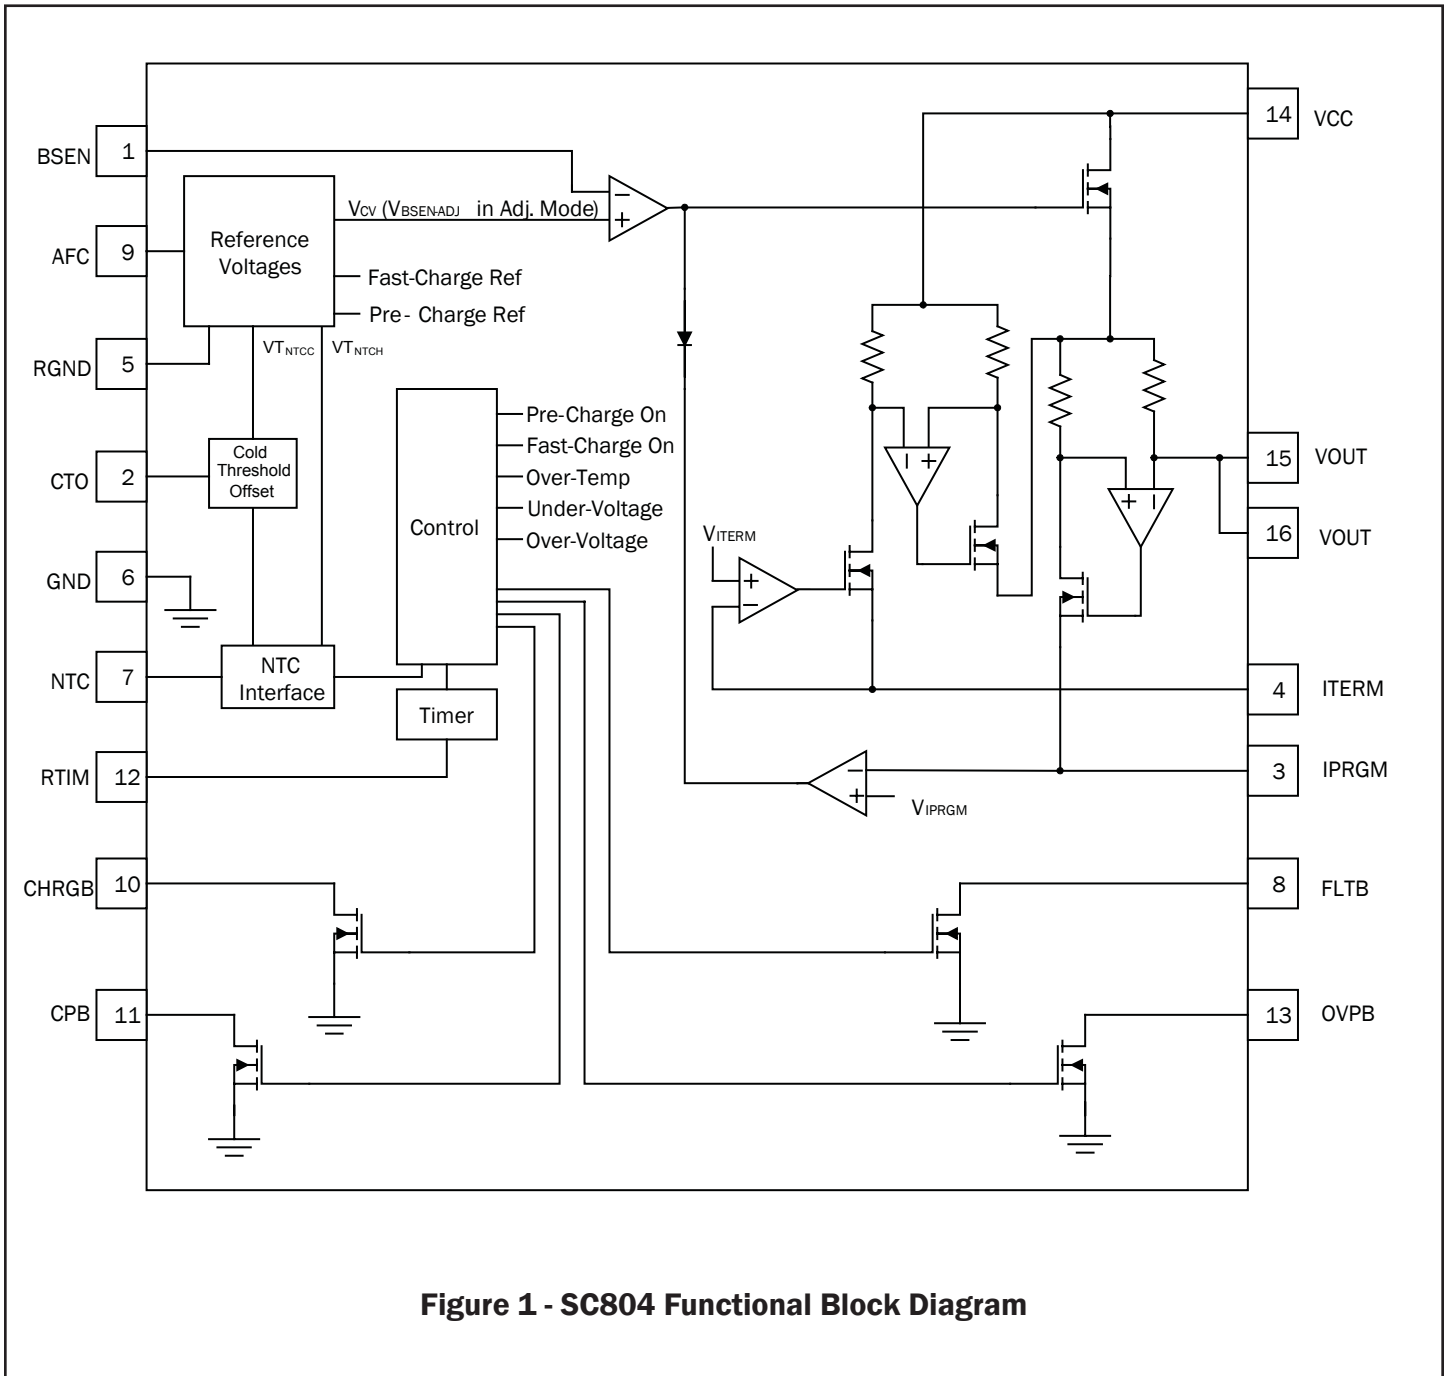 14
VCC
BSEN
1
VCV (VBSEN-ADJ in Adj. Mode)
−
+
Reference
Voltages
AFC
9
Fast-Charge Ref
Pre- Charge Ref
VTNTCC
VTNTCH
RGND
5
Pre-Charge On
Fast-Charge On
Over-Temp
Under-Voltage
Over-Voltage
Control
Cold
Threshold
Offset
CTO
2
− +
15
VOUT
+ −
16
VOUT
VITERM
+
−
GND
6
NTC
7
NTC
Interface
4
ITERM
Timer
RTIM
12
−
+
VIPRGM
3
IPRGM
CHRGB
10
8
FLTB
CPB
11
13
OVPB
Figure 1 - SC804 Functional Block Diagram